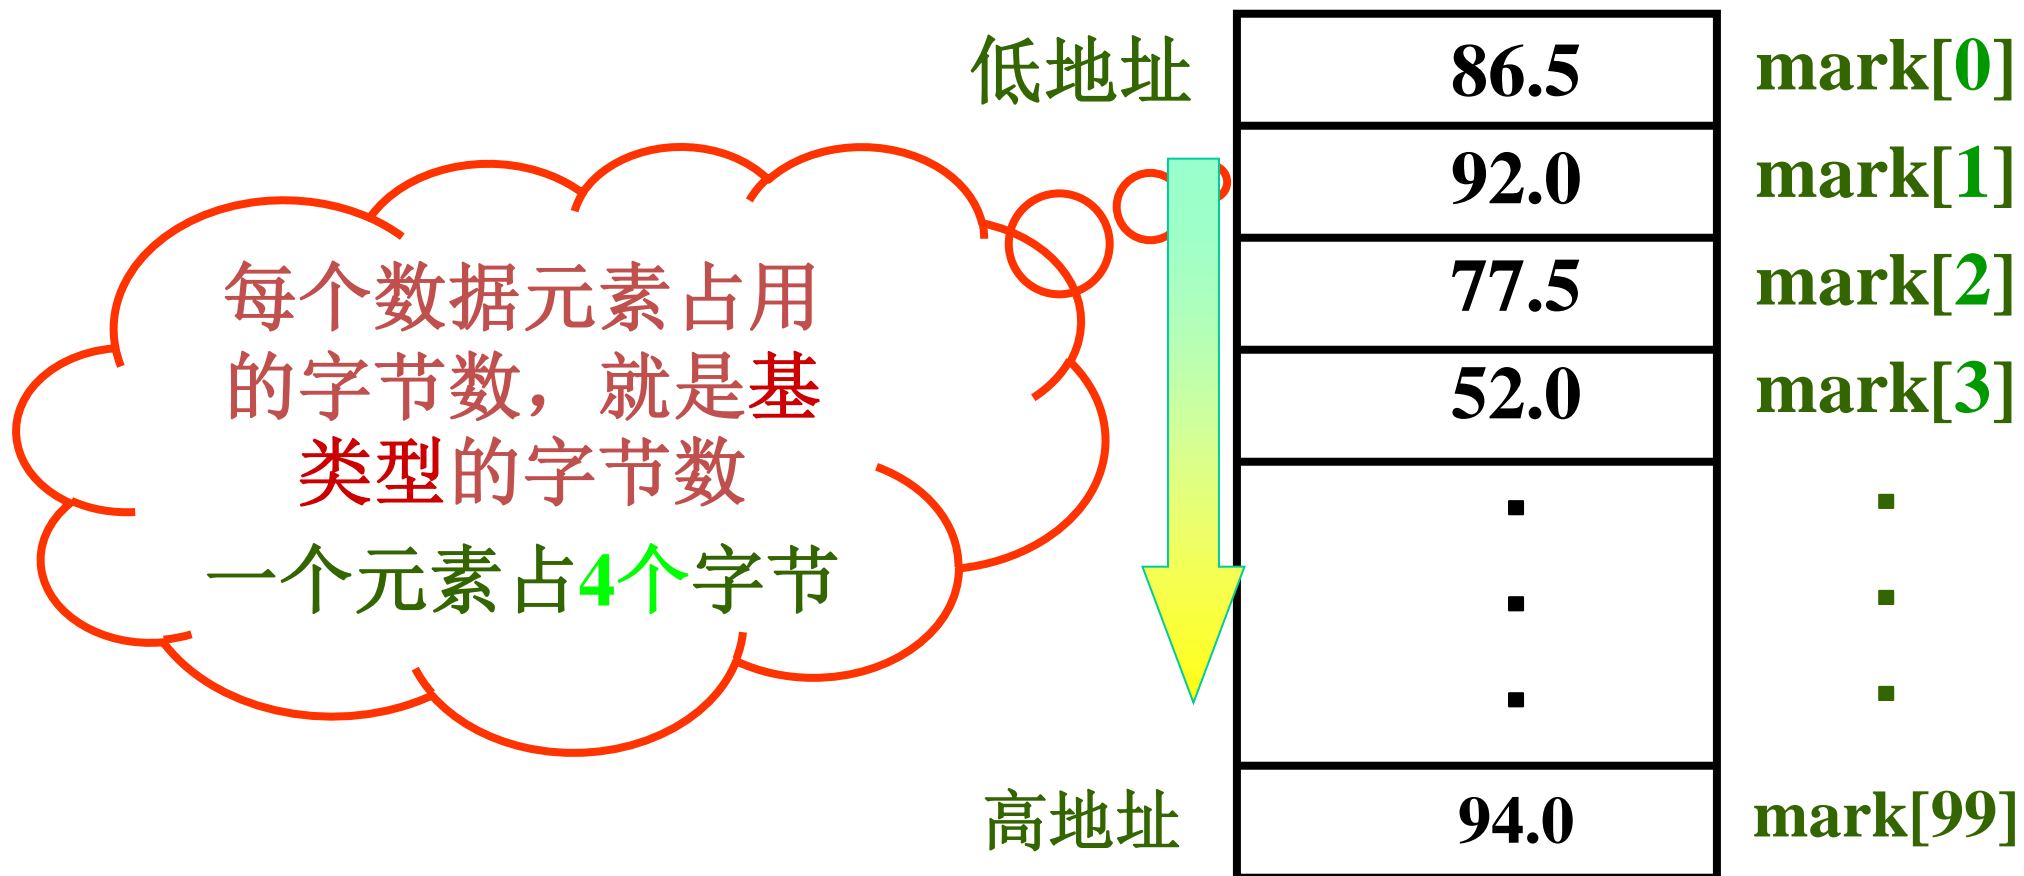 低地址 86.5 mark[0]
92.0 mark[1]
77.5 mark[2]
52.0 mark[3]
每个数据元素占用
的字节数，就是基
类型的字节数
一个元素占4个字节
.
.
.
.
.
.
高地址 94.0 mark[99]